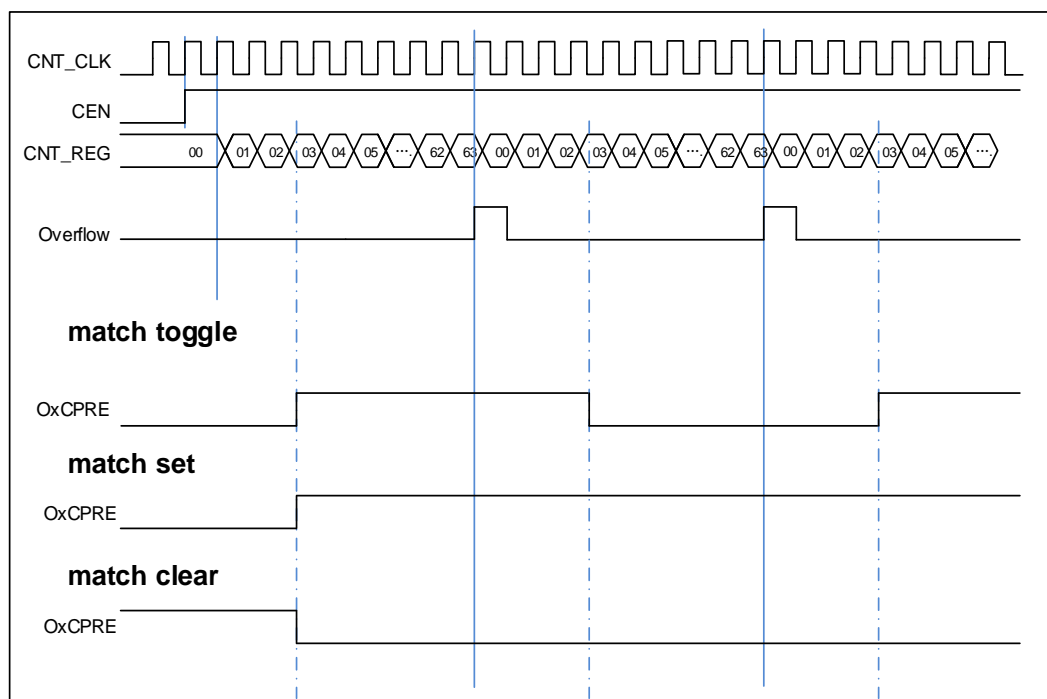 CNT_CLK
CEN
CNT_REG 00 01 02 03 04 05 ···. 62 63 00 01 02 03 04 05 ···. 62 63 00 01 02 03 04 05 ···.
Overflow
match toggle
OxCPRE
match set
OxCPRE
match clear
OxCPRE